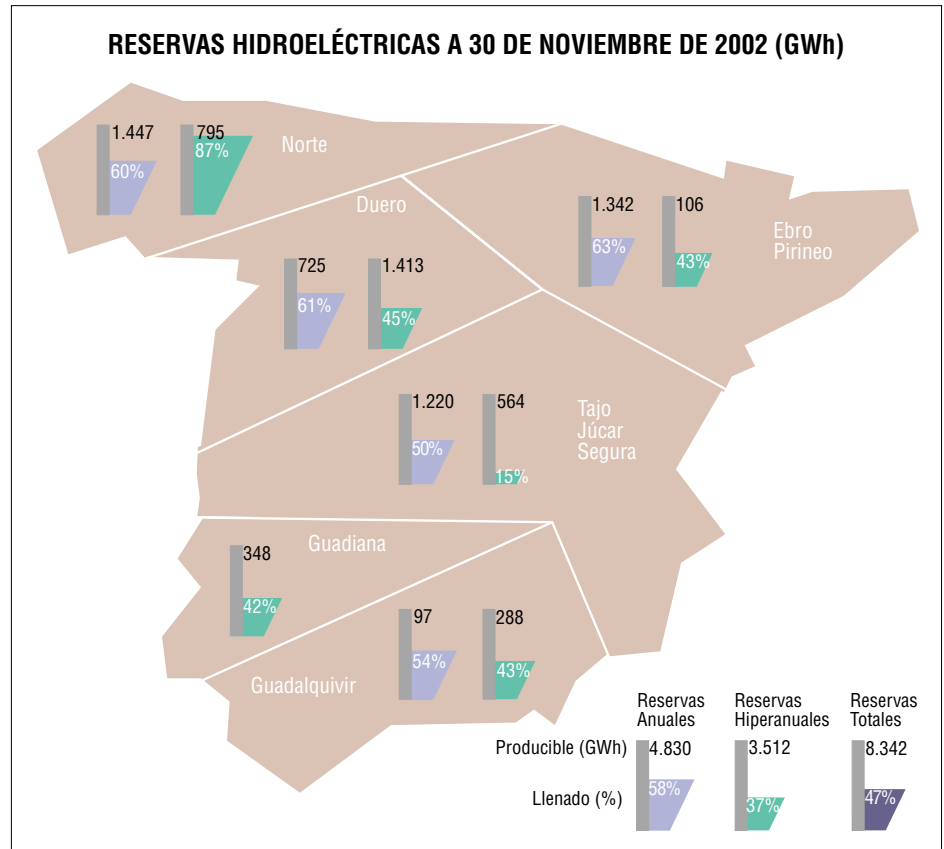 RESERVAS HIDROELÉCTRICAS A 30 DE NOVIEMBRE DE 2002 (GWh)
1.447
60%
795
87%
Norte
Duero
725
61%
1.413
45%
1.342
63%
106
43%
Ebro
Pirineo
1.220
50%
564
15%
Tajo
Júcar
Segura
Guadiana
348
42%
Guadalquivir
97
54%
288
43%
Reservas
Anuales
Reservas
Hiperanuales
Reservas
Totales
Producible (GWh)
4.830
3.512
8.342
Llenado (%)
58%
37%
47%